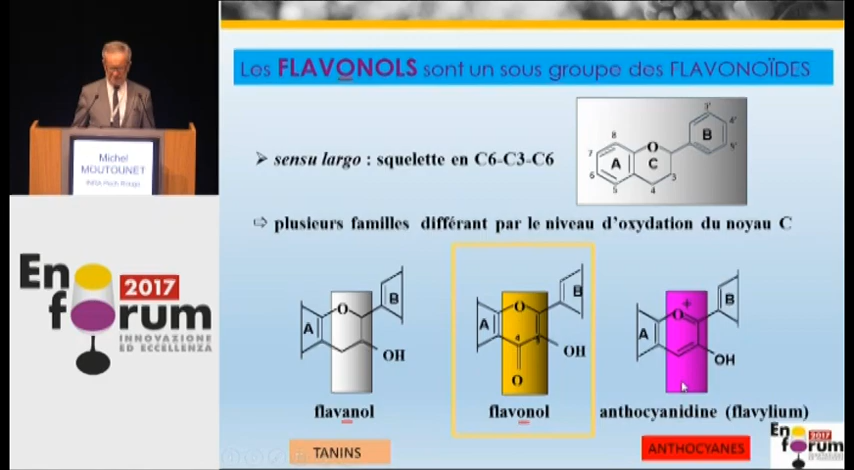 Les FLAVONOLS sont un sous groupe des FLAVONOÏDES
Michel
MOUTOUNET
➢ sensu largo : squelette en C6-C3-C6
8
7
6
5
A
O
C
4
3
B
3'
4'
5'
⇨ plusieurs familles différant par le niveau d'oxydation du noyau C
A
O
B
OH
flavanol
A
O
B
4
3
OH
O
flavonol
A
O
+
B
OH
anthocyanidine (flavylium)
TANINS
ANTHOCYANES
En
2017
forum
INNOVAZIONE
ED ECCELLENZA
En
2017
forum